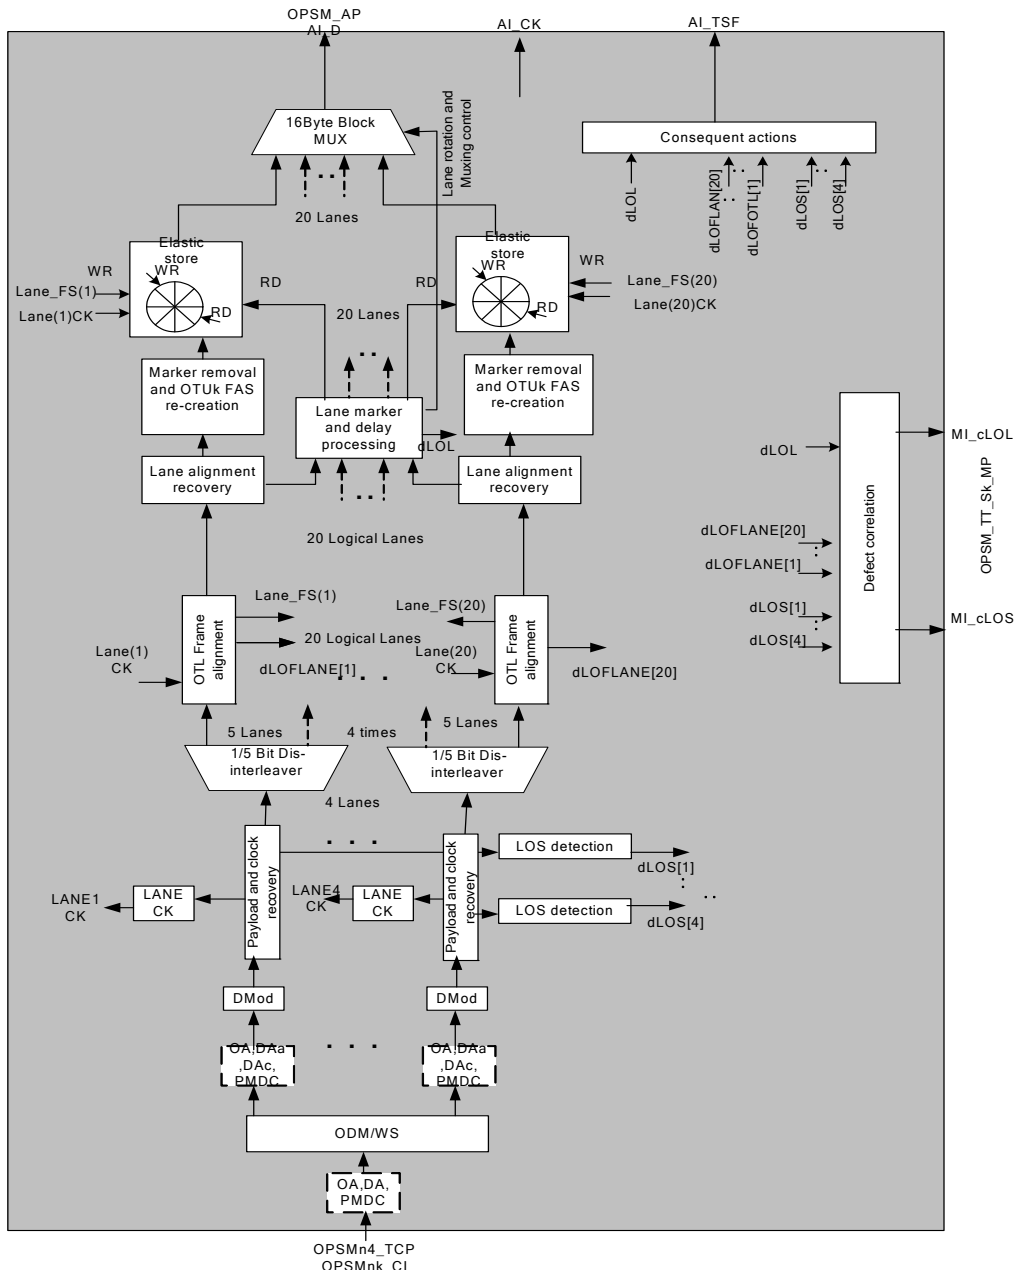 OPSM_AP
AI_D
AI_CK
AI_TSF
16Byte Block
MUX
Lane rotation and
Muxing control
Consequent actions
dLOL
dLOFLAN[20]
dLOFOTL[1]
dLOS[1]
dLOS[4]
20 Lanes
Elastic
store
WR
RD
WR
Lane_FS(1)
Lane(1)CK
RD
20 Lanes
Elastic
store
WR
RD
RD
WR
Lane_FS(20)
Lane(20)CK
Marker removal
and OTUk FAS
re-creation
Lane marker
and delay
processing
dLOL
Marker removal
and OTUk FAS
re-creation
Lane alignment
recovery
Lane alignment
recovery
20 Logical Lanes
dLOL
dLOFLANE[20]
dLOFLANE[1]
dLOS[1]
dLOS[4]
Defect correlation
MI_cLOL
OPSM_TT_Sk_MP
MI_cLOS
Lane(1)
CK
OTL Frame
alignment
Lane_FS(1)
20 Logical Lanes
dLOFLANE[1]
Lane_FS(20)
Lane(20)
CK
OTL Frame
alignment
dLOFLANE[20]
5 Lanes
4 times
5 Lanes
1/5 Bit Dis-
interleaver
1/5 Bit Dis-
interleaver
4 Lanes
Payload and clock
recovery
Payload and clock
recovery
LOS detection
dLOS[1]
LOS detection
dLOS[4]
LANE1
CK
LANE
CK
LANE4
CK
LANE
CK
DMod
DMod
OA,DAa
,DAc,
PMDC
OA,DAa
,DAc,
PMDC
ODM/WS
OA,DA,
PMDC
OPSMn4_TCP
OPSMnk_CI